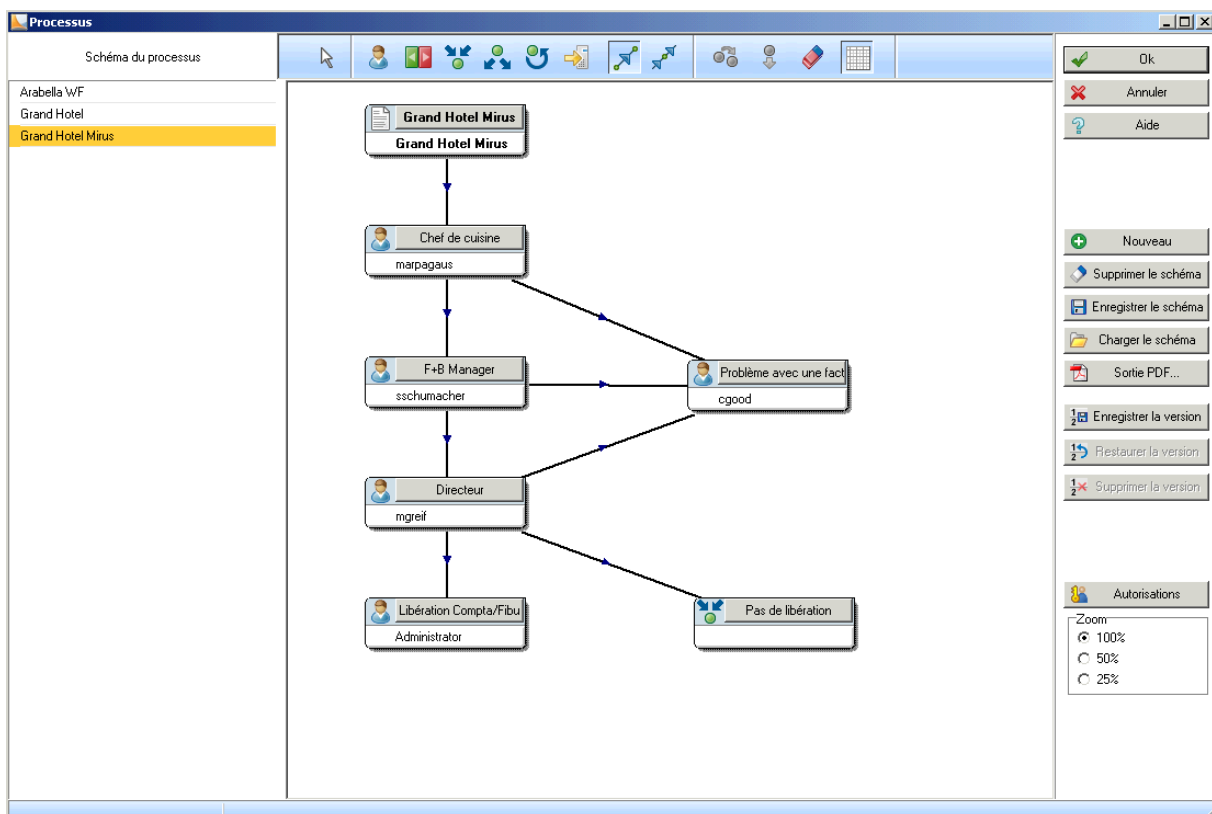 Processus
Schéma du processus
Arabella WF
Grand Hotel
Grand Hotel Mirus
Grand Hotel Mirus
Grand Hotel Mirus
Chef de cuisine
marpagaus
F+B Manager
sschumacher
Problème avec une fact
cgood
Directeur
mgreif
Libération Compta/Fibu
Administrator
Pas de libération
Ok
Annuler
Aide
Nouveau
Supprimer le schéma
Enregistrer le schéma
Charger le schéma
Sortie PDF...
Enregistrer la version
Restaurer la version
Supprimer la version
Autorisations
Zoom
100%
50%
25%